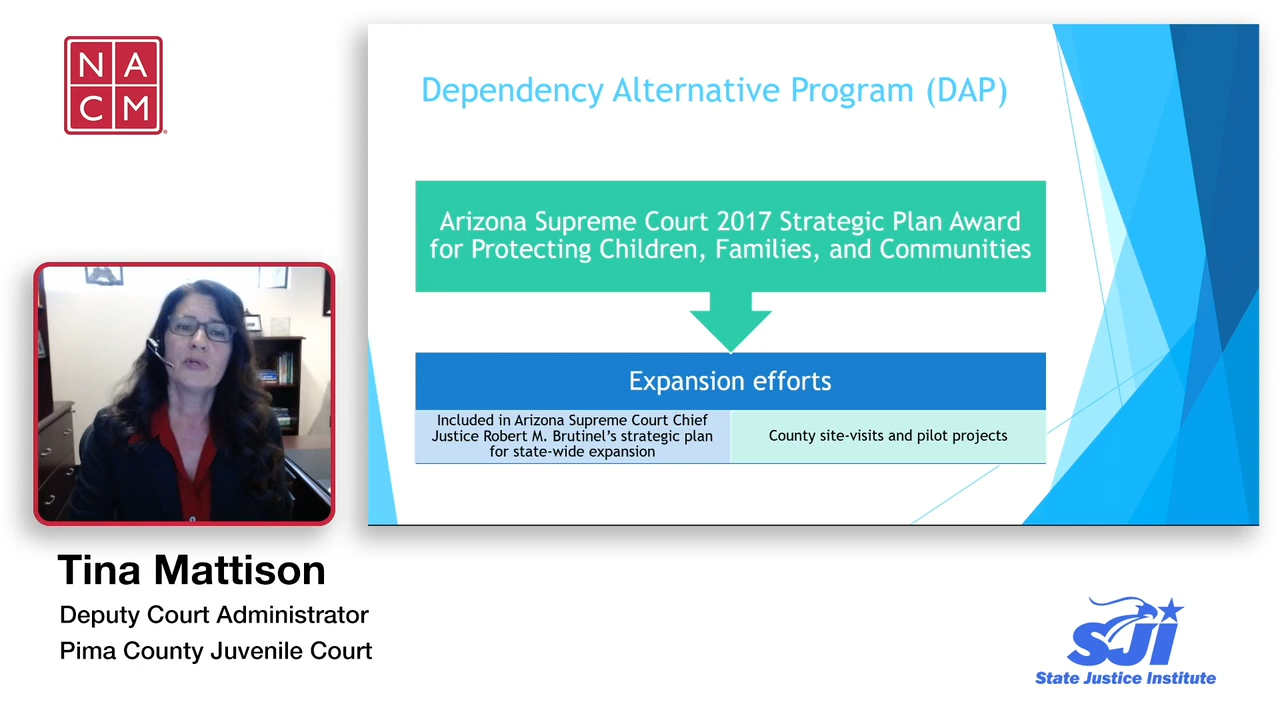 NA
CM
Dependency Alternative Program (DAP)
Arizona Supreme Court 2017 Strategic Plan Award
for Protecting Children, Families, and Communities
Expansion efforts
Included in Arizona Supreme Court Chief
Justice Robert M. Brutinel's strategic plan
for state-wide expansion
County site-visits and pilot projects
Tina Mattison
Deputy Court Administrator
Pima County Juvenile Court
SJI
State Justice Institute